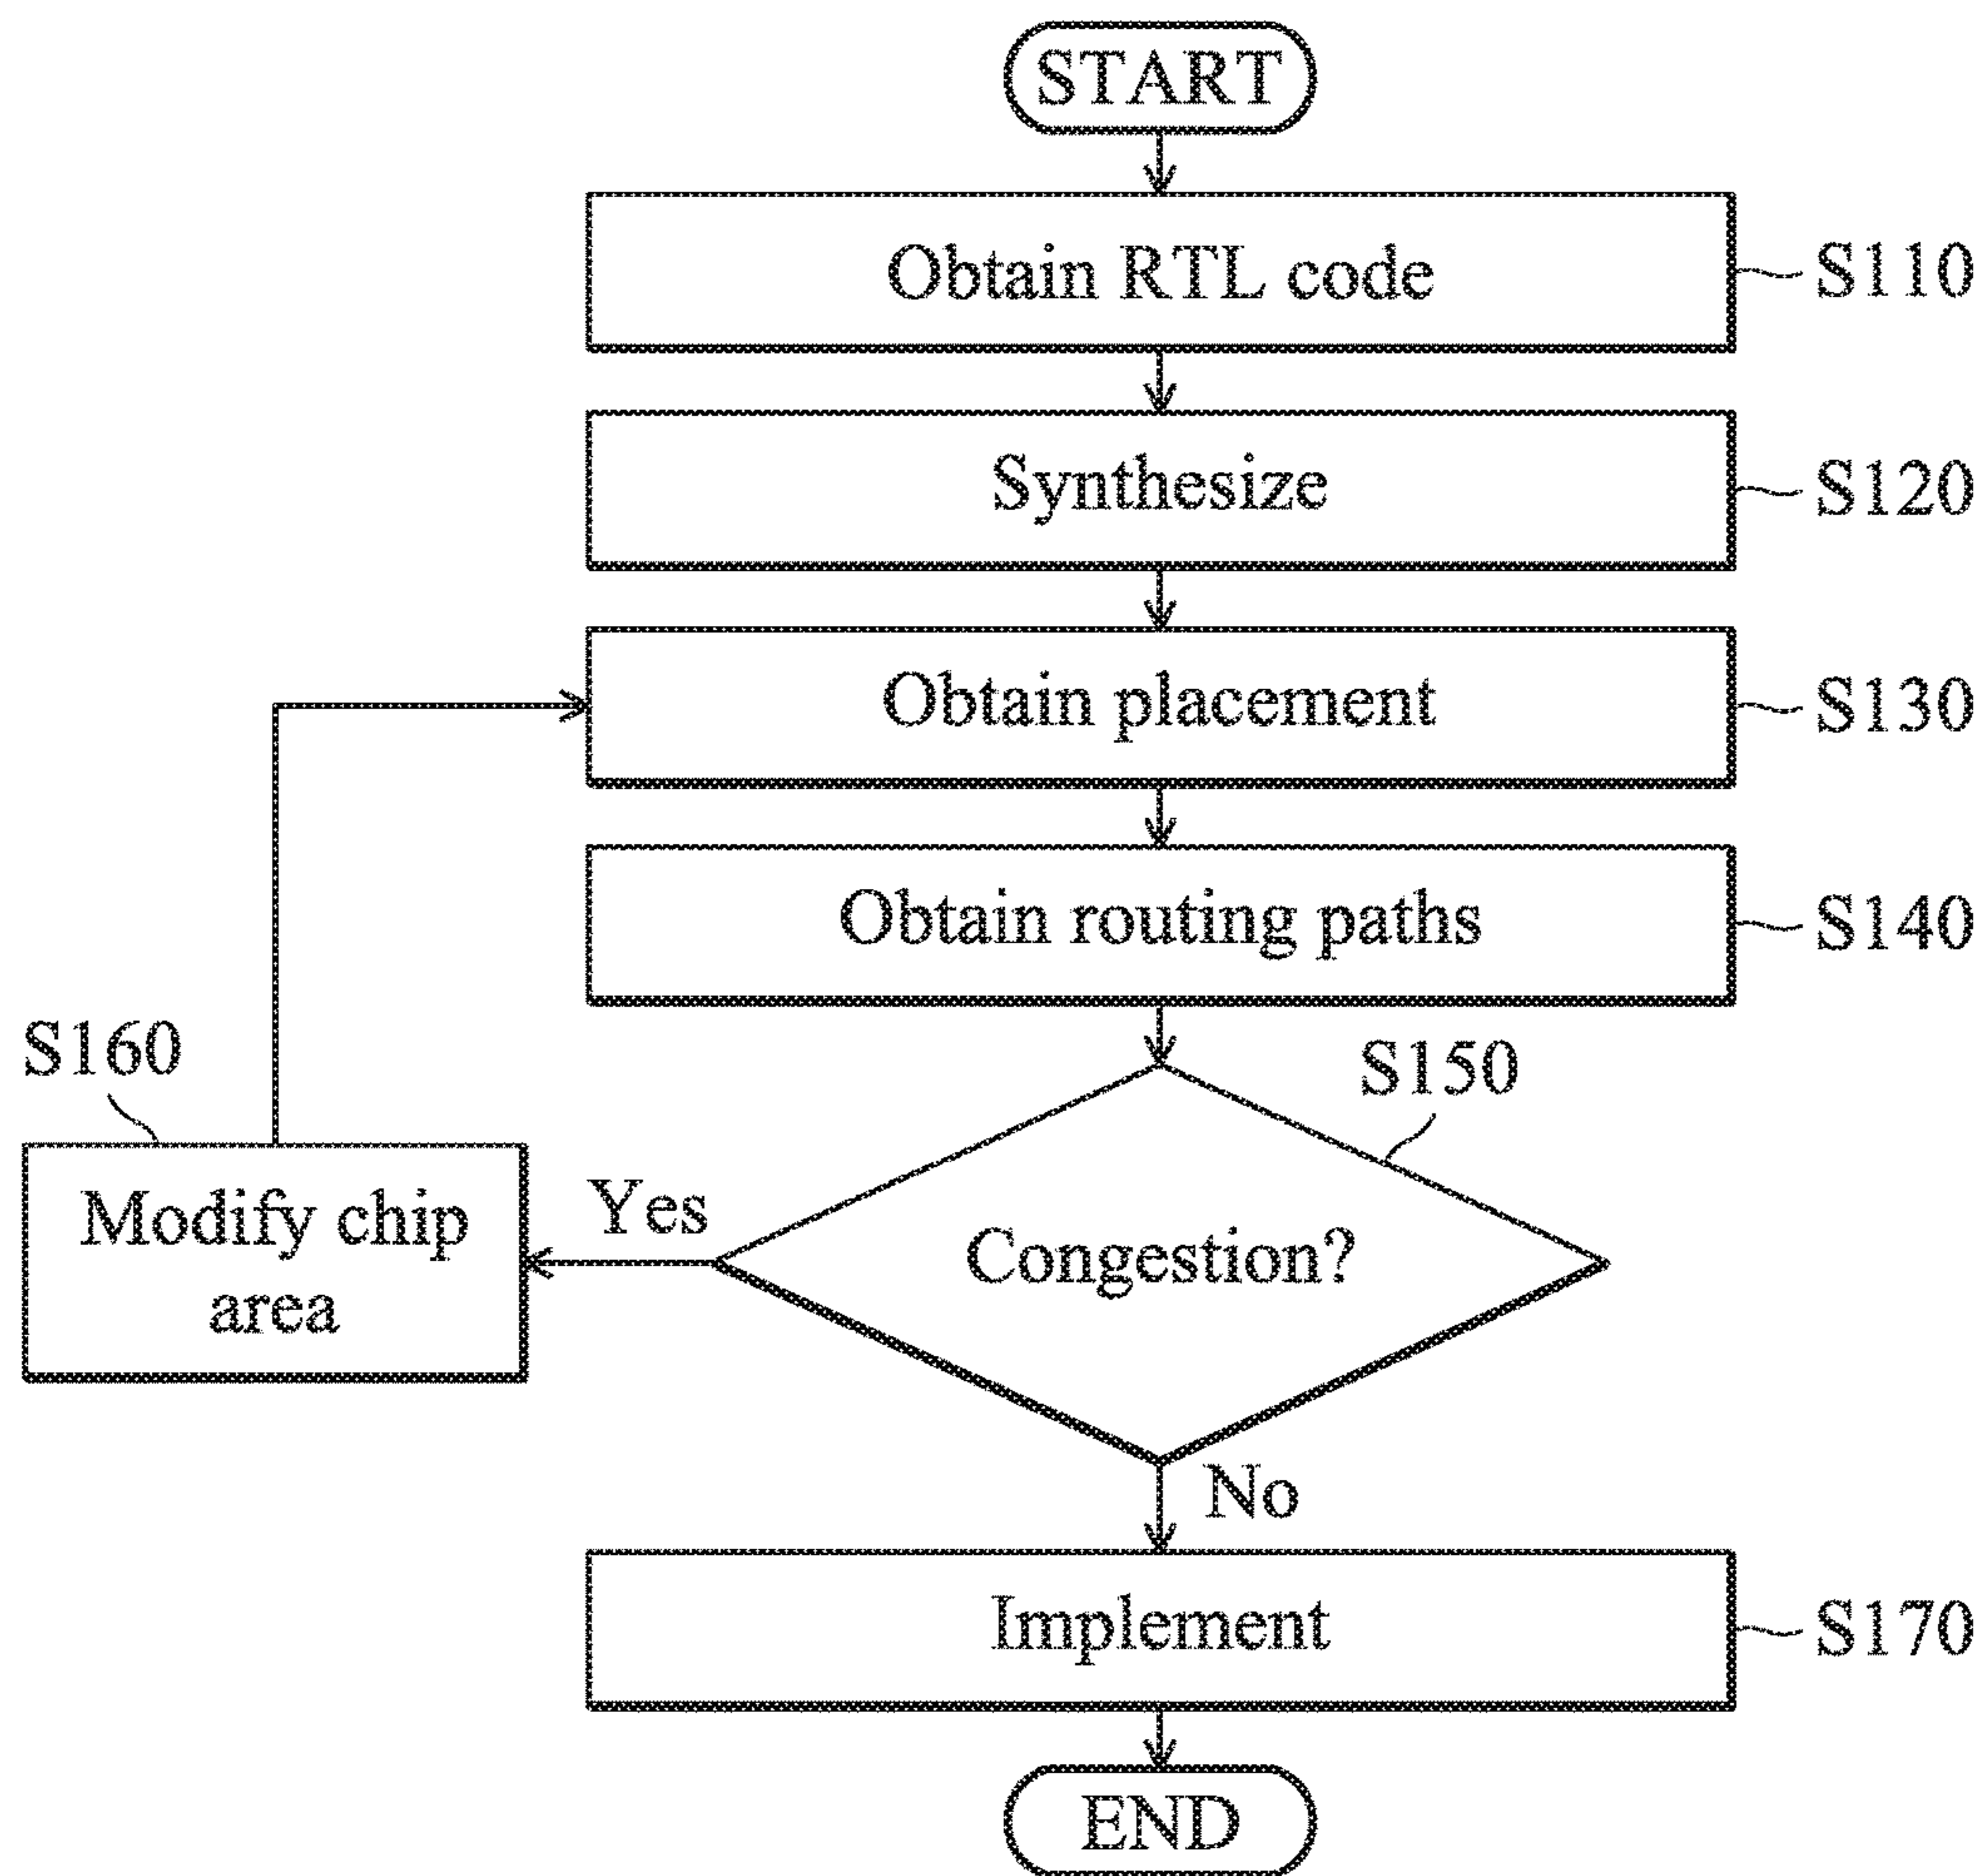 START
Obtain RTL code
S110
Synthesize
S120
Obtain placement
S130
Obtain routing paths
S140
S160
S150
Modify chip
area
Yes
Congestion?
No
Implement
S170
END